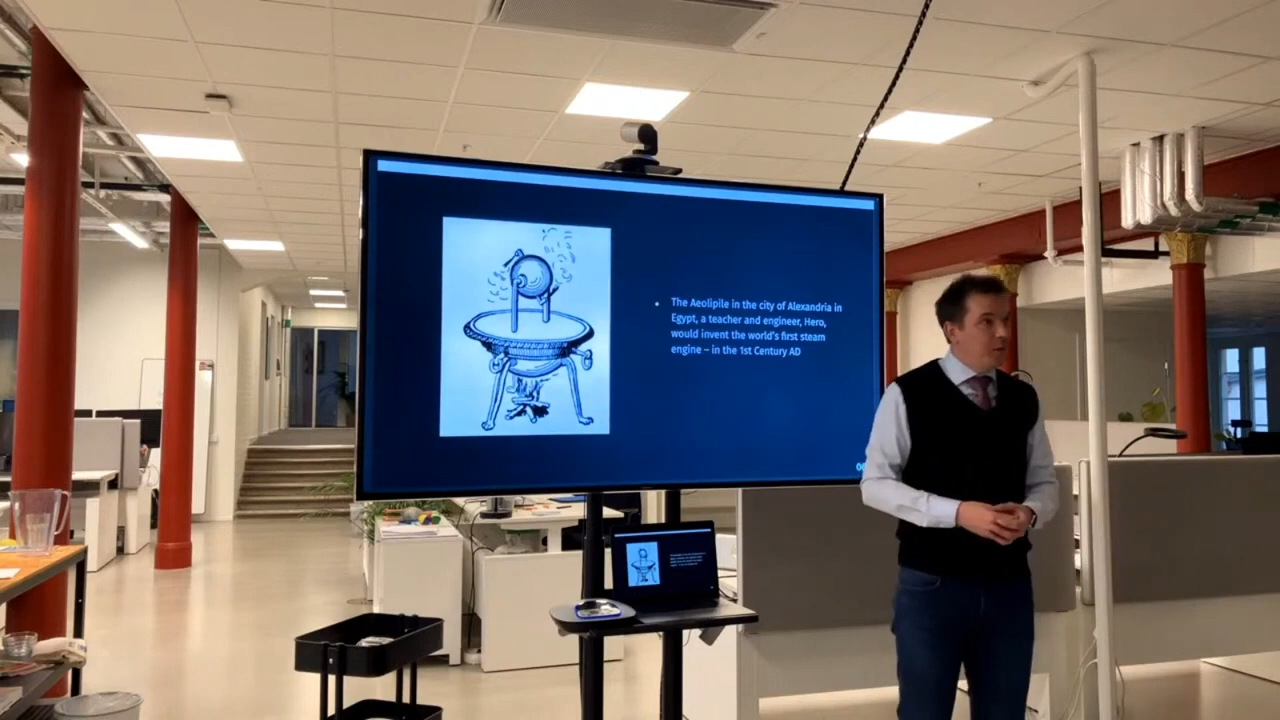 The Aeolipile in the city of Alexandria in
Egypt, a teacher and engineer, Hero,
would invent the world's first steam
engine – in the 1st Century AD